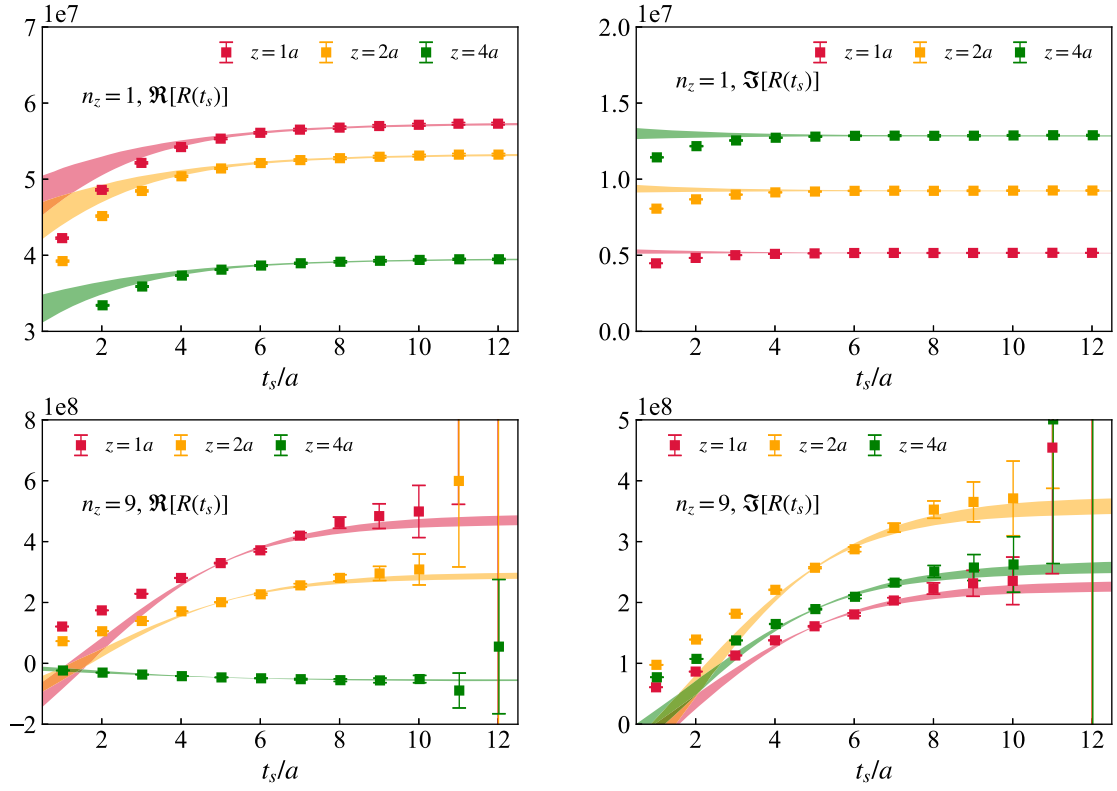 1e7
7
6
5
4
3
z = 1a
z = 2a
z = 4a
n_z = 1, ℜ[R(t_s)]
2
4
6
8
10
12
t_s/a
2.0
1.5
1.0
0.5
0.0
1e7
z = 1a
z = 2a
z = 4a
n_z = 1, ℑ[R(t_s)]
2
4
6
8
10
12
t_s/a
1e8
8
6
4
2
0
−2
z = 1a
z = 2a
z = 4a
n_z = 9, ℜ[R(t_s)]
2
4
6
8
10
12
t_s/a
1e8
5
4
3
2
1
0
z = 1a
z = 2a
z = 4a
n_z = 9, ℑ[R(t_s)]
2
4
6
8
10
12
t_s/a